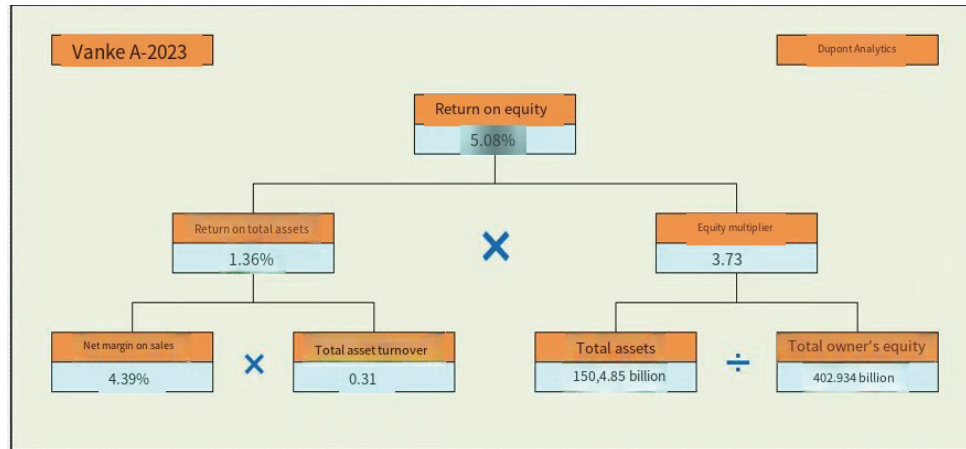 Vanke A-2023
Dupont Analytics
Return on equity
5.08%
Return on total assets
1.36%
×
Equity multiplier
3.73
Net margin on sales
4.39%
×
Total asset turnover
0.31
Total assets
150,4.85 billion
÷
Total owner's equity
402.934 billion